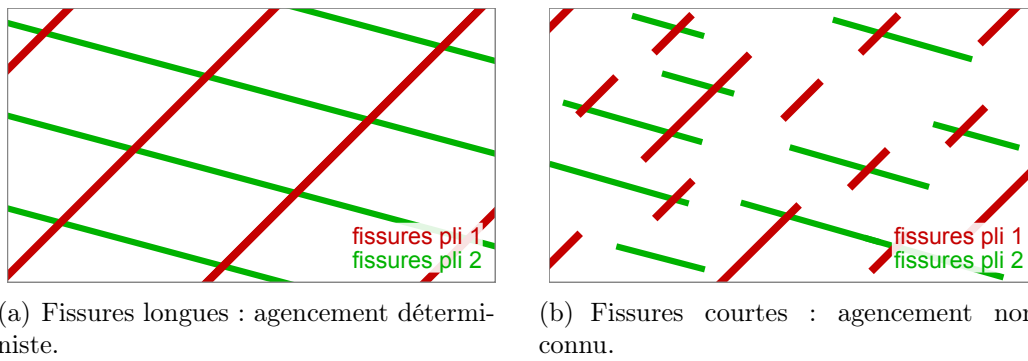 fissures pli 1
fissures pli 2
fissures pli 1
fissures pli 2
(a) Fissures longues : agencement détermi-
niste.
(b) Fissures courtes : agencement non
connu.